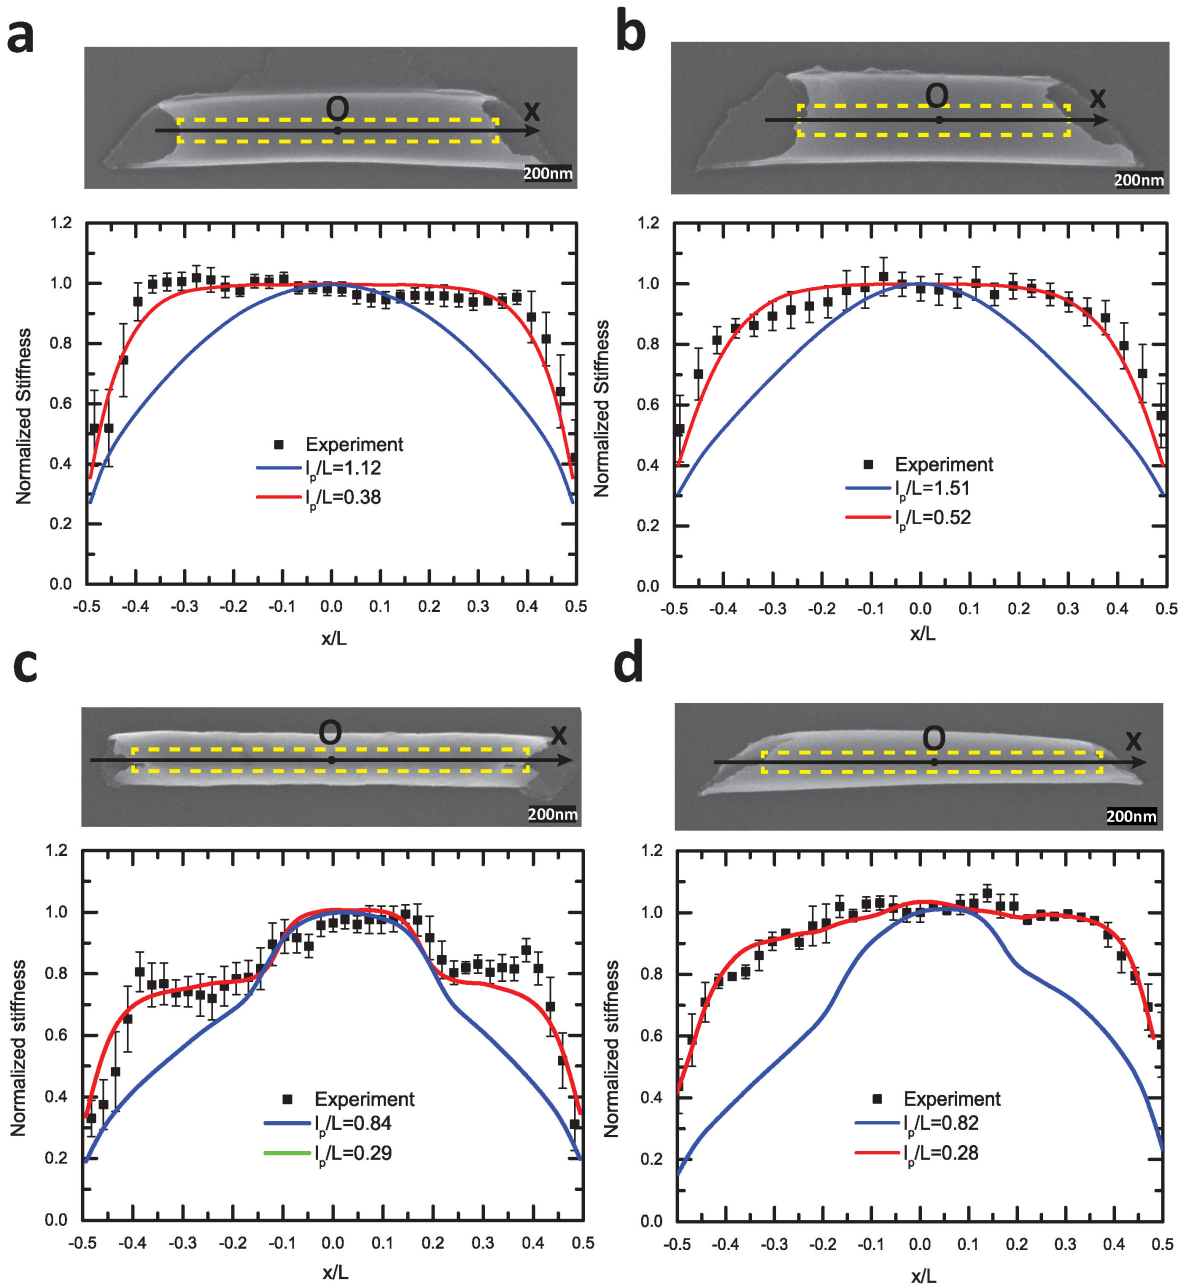 a
O
x
200nm
1.2
1.0
0.8
0.6
0.4
0.2
0.0
Normalized Stiffness
Experiment
lp/L=1.12
lp/L=0.38
-0.5 -0.4 -0.3 -0.2 -0.1 0.0 0.1 0.2 0.3 0.4 0.5
x/L
b
O
x
200nm
1.2
1.0
0.8
0.6
0.4
0.2
0.0
Normalized Stiffness
Experiment
lp/L=1.51
lp/L=0.52
-0.5 -0.4 -0.3 -0.2 -0.1 0.0 0.1 0.2 0.3 0.4 0.5
x/L
c
O
x
200nm
1.2
1.0
0.8
0.6
0.4
0.2
0.0
Normalized stiffness
Experiment
lp/L=0.84
lp/L=0.29
-0.5 -0.4 -0.3 -0.2 -0.1 0.0 0.1 0.2 0.3 0.4 0.5
x/L
d
O
x
200nm
1.2
1.0
0.8
0.6
0.4
0.2
0.0
Normalized stiffness
Experiment
lp/L=0.82
lp/L=0.28
-0.5 -0.4 -0.3 -0.2 -0.1 0.0 0.1 0.2 0.3 0.4 0.5
x/L